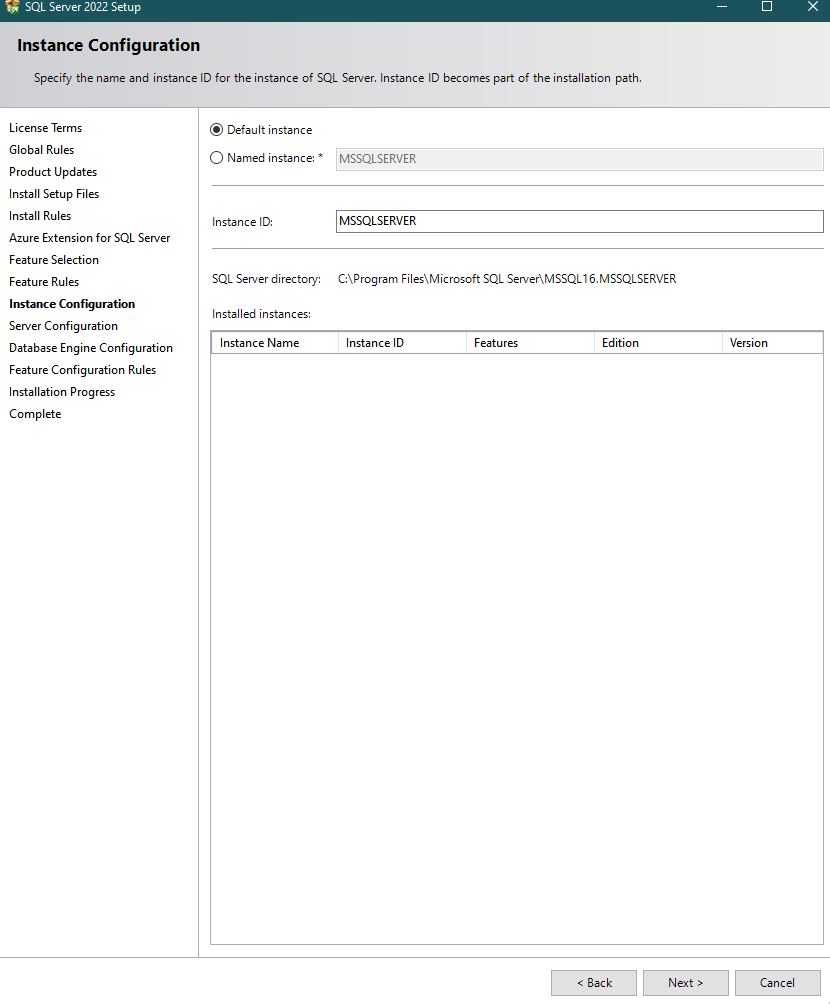 SQL Server 2022 Setup
Instance Configuration
Specify the name and instance ID for the instance of SQL Server. Instance ID becomes part of the installation path.
License Terms
Global Rules
Product Updates
Install Setup Files
Install Rules
Azure Extension for SQL Server
Feature Selection
Feature Rules
Instance Configuration
Server Configuration
Database Engine Configuration
Feature Configuration Rules
Installation Progress
Complete
Default instance
Named instance: * MSSQLSERVER
Instance ID: MSSQLSERVER
SQL Server directory: C:\Program Files\Microsoft SQL Server\MSSQL16.MSSQLSERVER
Installed instances:
Instance Name Instance ID Features Edition Version
< Back Next > Cancel